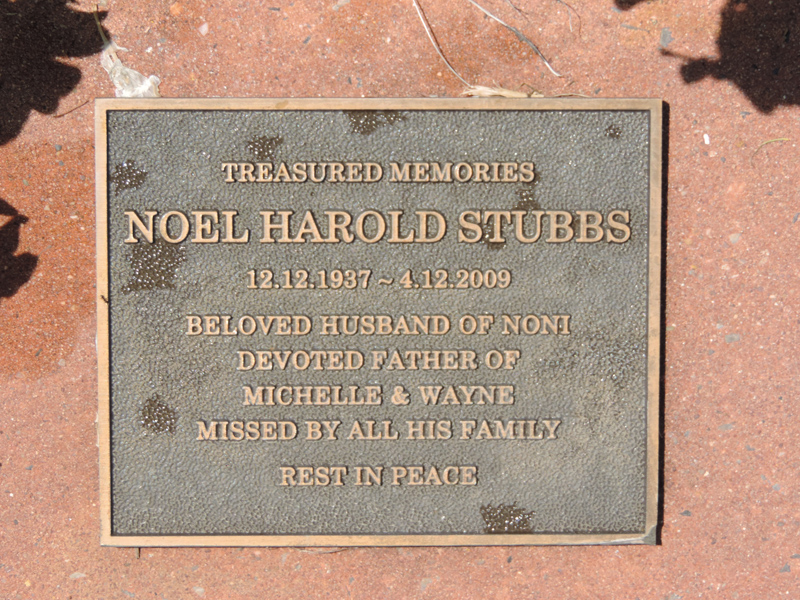 TREASURED MEMORIES
NOEL HAROLD STUBBS
12.12.1937 ~ 4.12.2009
BELOVED HUSBAND OF NONI
DEVOTED FATHER OF
MICHELLE & WAYNE
MISSED BY ALL HIS FAMILY
REST IN PEACE